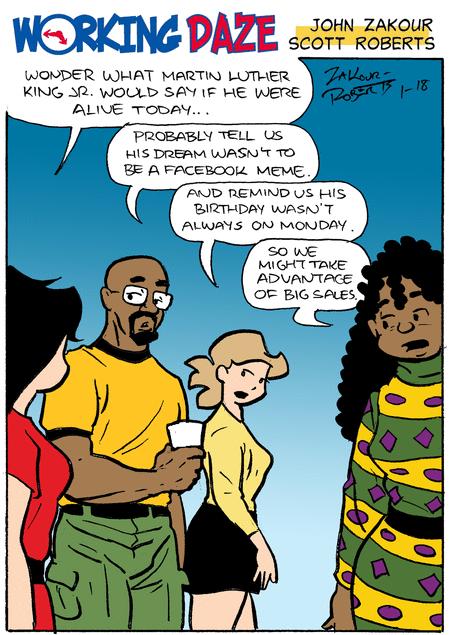 WORKING DAZE
JOHN ZAKOUR
SCOTT ROBERTS
ZAKOUR-
ROBERTS 1-18
WONDER WHAT MARTIN LUTHER
KING JR. WOULD SAY IF HE WERE
ALIVE TODAY...
PROBABLY TELL US
HIS DREAM WASN'T TO
BE A FACEBOOK MEME.
AND REMIND US HIS
BIRTHDAY WASN'T
ALWAYS ON MONDAY.
SO WE
MIGHT TAKE
ADVANTAGE
OF BIG SALES.